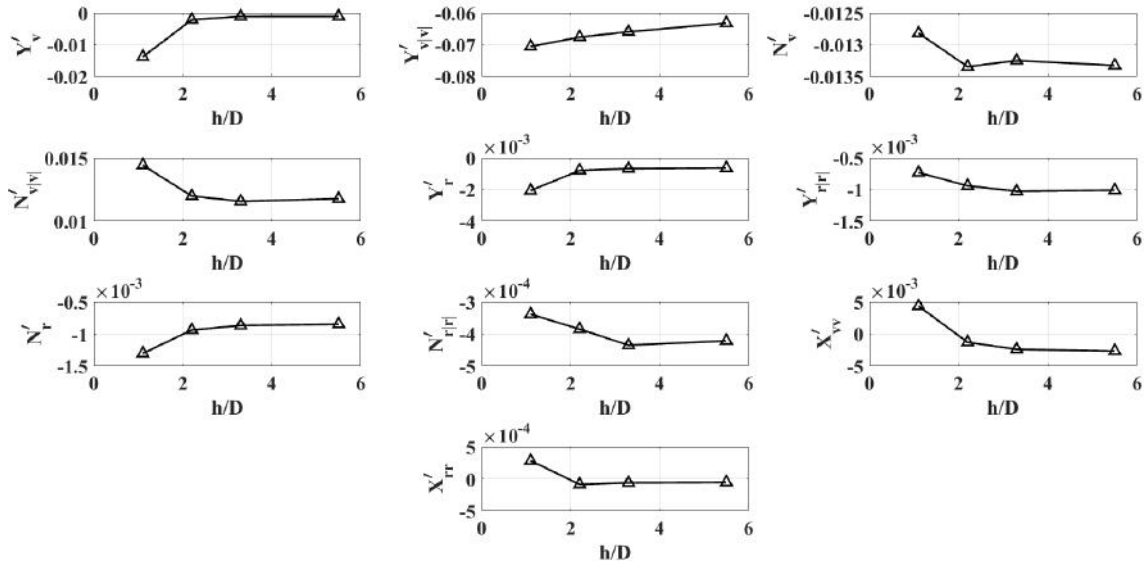 Y′v
0
-0.01
-0.02
0 2 4 6
h/D
Y′v|v|
-0.06
-0.07
-0.08
0 2 4 6
h/D
N′v
-0.0125
-0.013
-0.0135
0 2 4 6
h/D
N′v|v|
0.015
0.01
0 2 4 6
h/D
Y′r
×10-3
0
-2
-4
0 2 4 6
h/D
Y′r|r|
×10-3
-0.5
-1
-1.5
0 2 4 6
h/D
N′r
×10-3
-0.5
-1
-1.5
0 2 4 6
h/D
N′r|r|
×10-4
-3
-4
-5
0 2 4 6
h/D
X′vv
×10-3
5
0
-5
0 2 4 6
h/D
X′rr
×10-4
5
0
-5
0 2 4 6
h/D